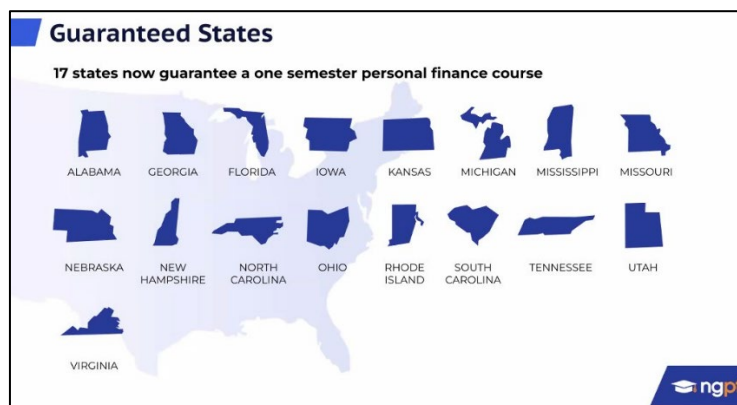 Guaranteed States
17 states now guarantee a one semester personal finance course
ALABAMA GEORGIA FLORIDA IOWA KANSAS MICHIGAN MISSISSIPPI MISSOURI
NEBRASKA NEW HAMPSHIRE NORTH CAROLINA OHIO RHODE ISLAND SOUTH CAROLINA TENNESSEE UTAH
VIRGINIA
ngp